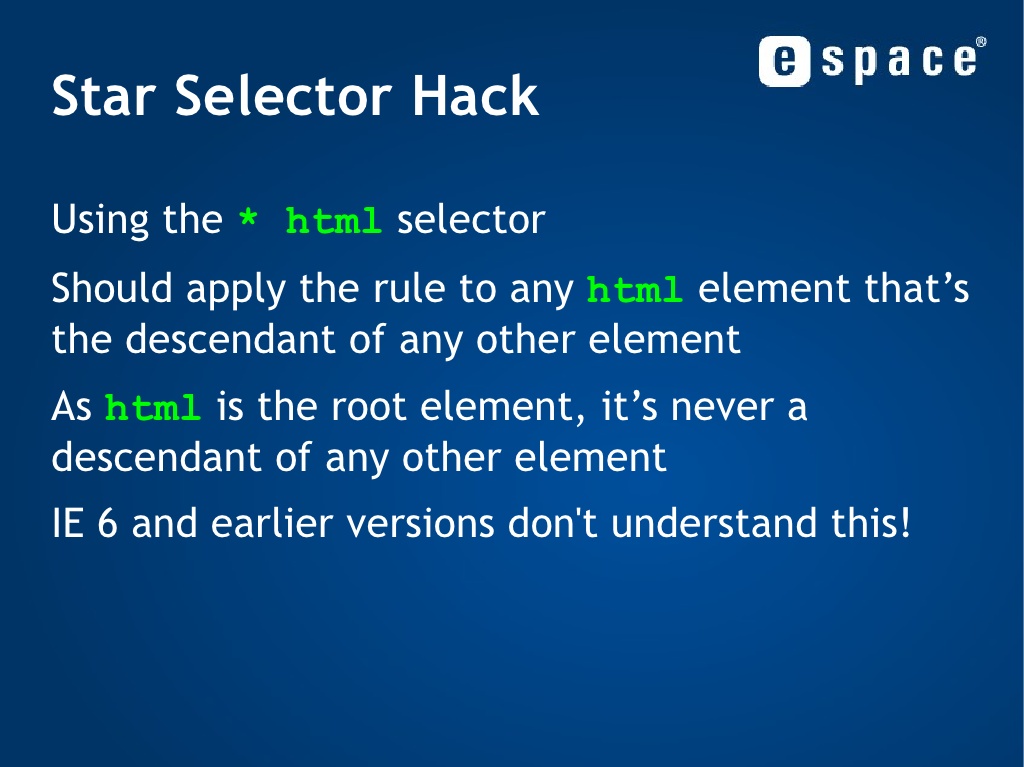 e space®
Star Selector Hack
Using the * html selector
Should apply the rule to any html element that’s
the descendant of any other element
As html is the root element, it’s never a
descendant of any other element
IE 6 and earlier versions don't understand this!